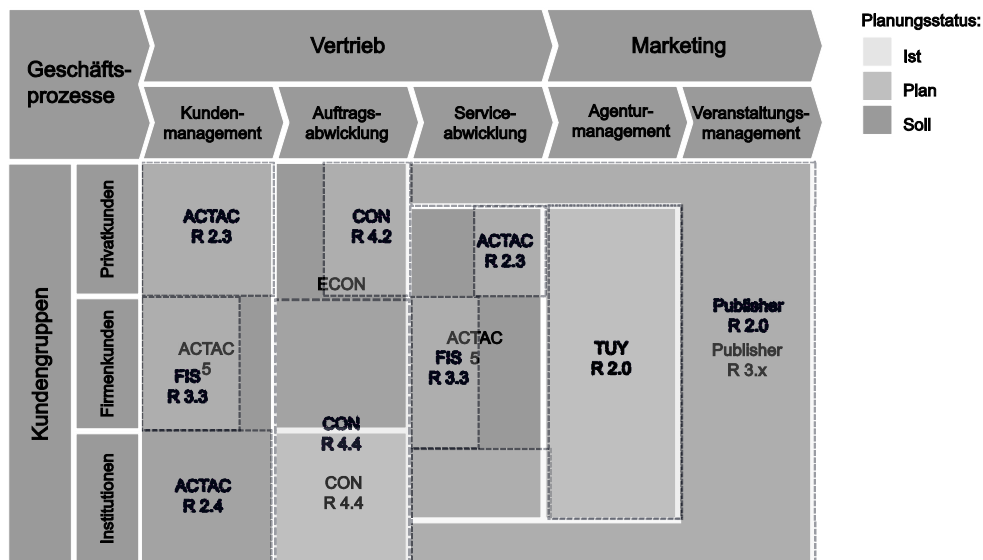 Planungsstatus:
Ist
Plan
Soll
Geschäfts-
prozesse
Vertrieb
Marketing
Kunden-
management
Auftrags-
abwicklung
Service-
abwicklung
Agentur-
management
Veranstaltungs-
management
Kundengruppen
Privatkunden
ACTAC
R 2.3
CON
R 4.2
ECON
ACTAC
R 2.3
Firmenkunden
ACTAC
5
FIS
R 3.3
ACTAC
FIS 5
R 3.3
TUY
R 2.0
Publisher
R 2.0
Publisher
R 3.x
CON
R 4.4
Institutionen
ACTAC
R 2.4
CON
R 4.4